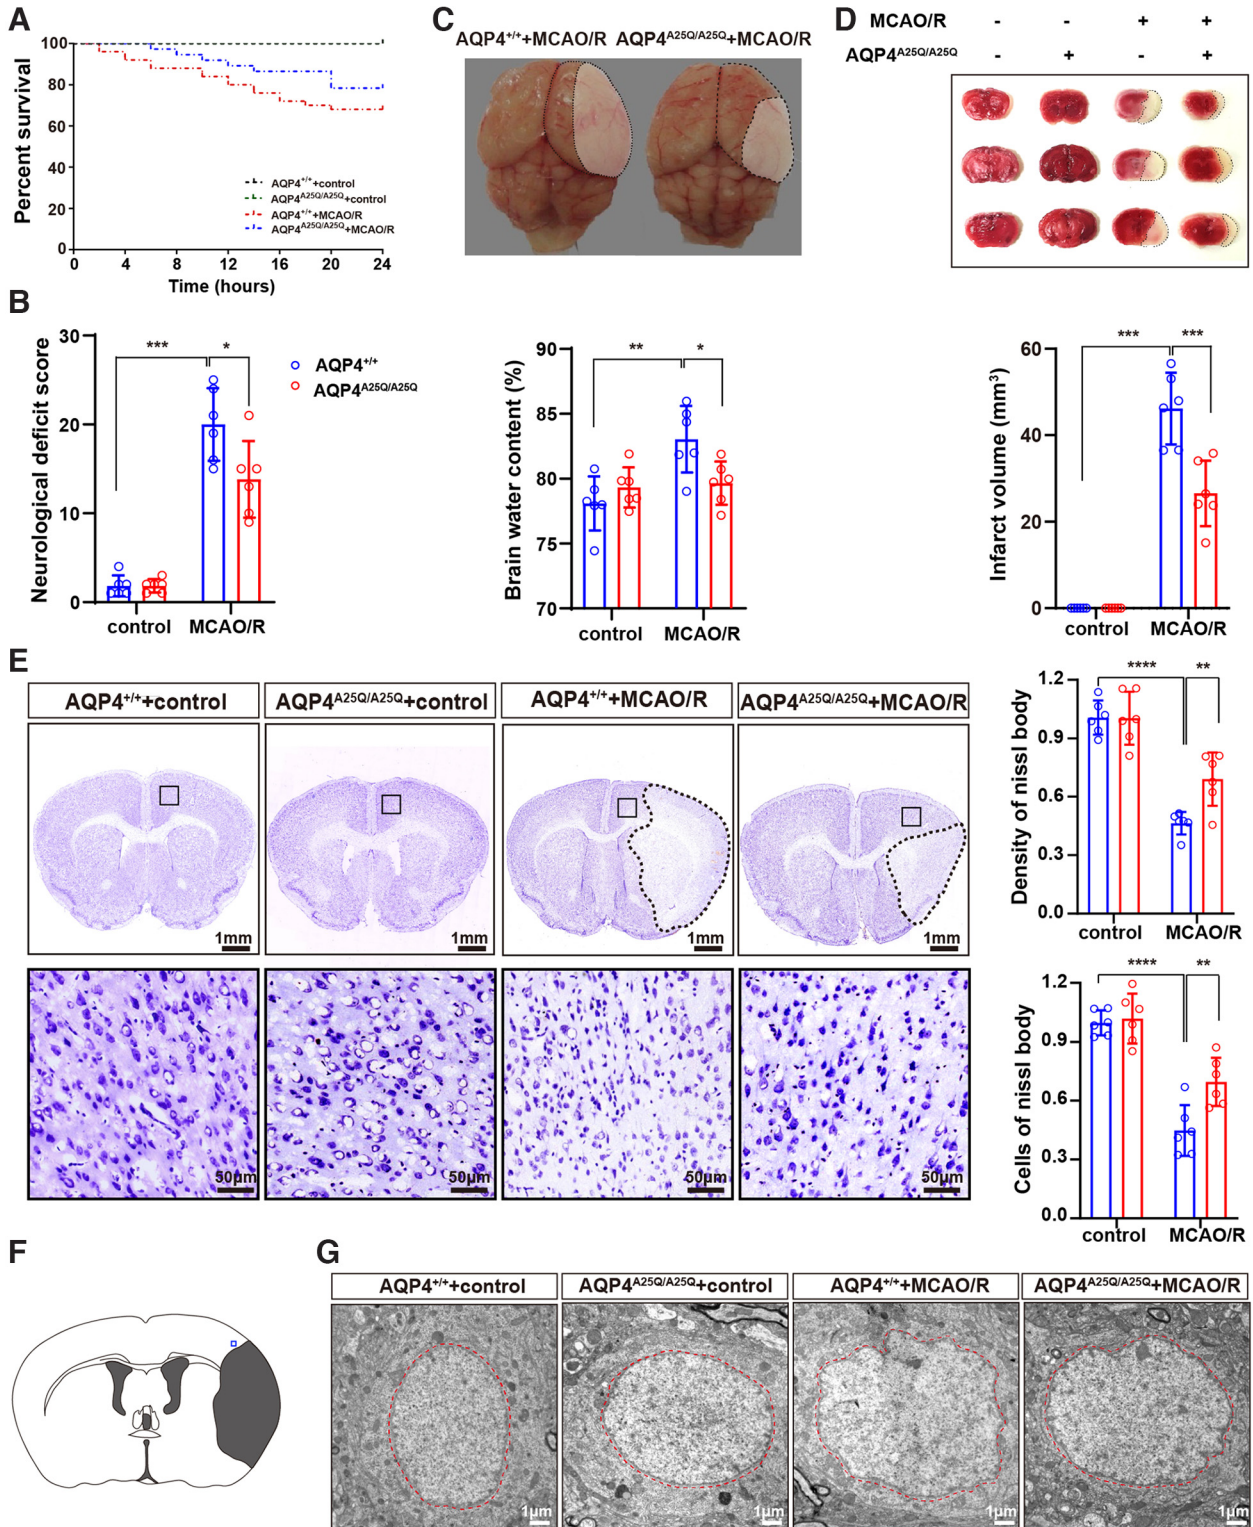 A
Percent survival
100
80
60
40
20
0
0 4 8 12 16 20 24
Time (hours)
AQP4+/++control
AQP4A25Q/A25Q+control
AQP4+/++MCAO/R
AQP4A25Q/A25Q+MCAO/R
C
AQP4+/++MCAO/R AQP4A25Q/A25Q+MCAO/R
D
MCAO/R - - + +
AQP4A25Q/A25Q - + - +
B
Neurological deficit score
30
20
10
0
*** *
control MCAO/R
AQP4+/+
AQP4A25Q/A25Q
Brain water content (%)
90
85
80
75
70
** *
control MCAO/R
Infarct volume (mm³)
60
40
20
0
*** ***
control MCAO/R
E
AQP4+/++control AQP4A25Q/A25Q+control AQP4+/++MCAO/R AQP4A25Q/A25Q+MCAO/R
1mm 1mm 1mm 1mm
50μm 50μm 50μm 50μm
Density of nissl body
1.2
0.9
0.6
0.3
0.0
**** **
control MCAO/R
Cells of nissl body
1.2
0.9
0.6
0.3
0.0
**** **
control MCAO/R
F
G
AQP4+/++control AQP4A25Q/A25Q+control AQP4+/++MCAO/R AQP4A25Q/A25Q+MCAO/R
1μm 1μm 1μm 1μm